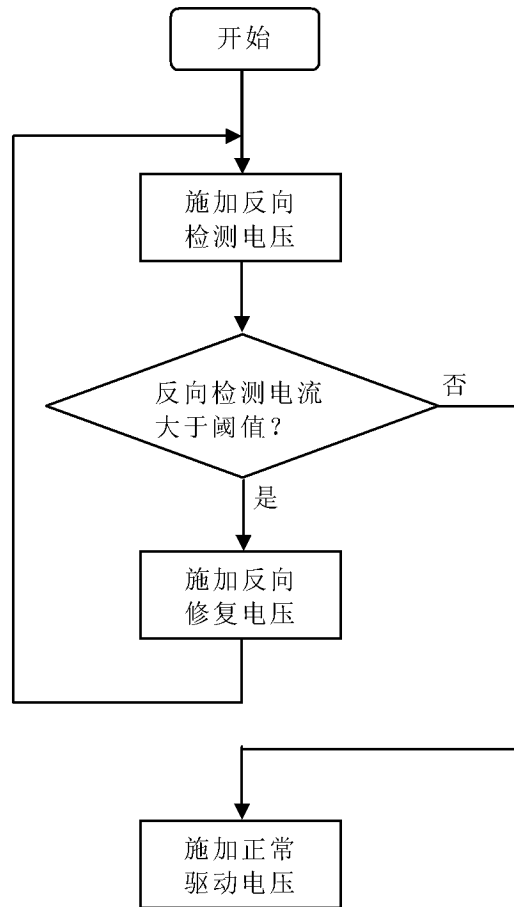 开始
施加反向
检测电压
反向检测电流
大于阈值？
否
是
施加反向
修复电压
施加正常
驱动电压